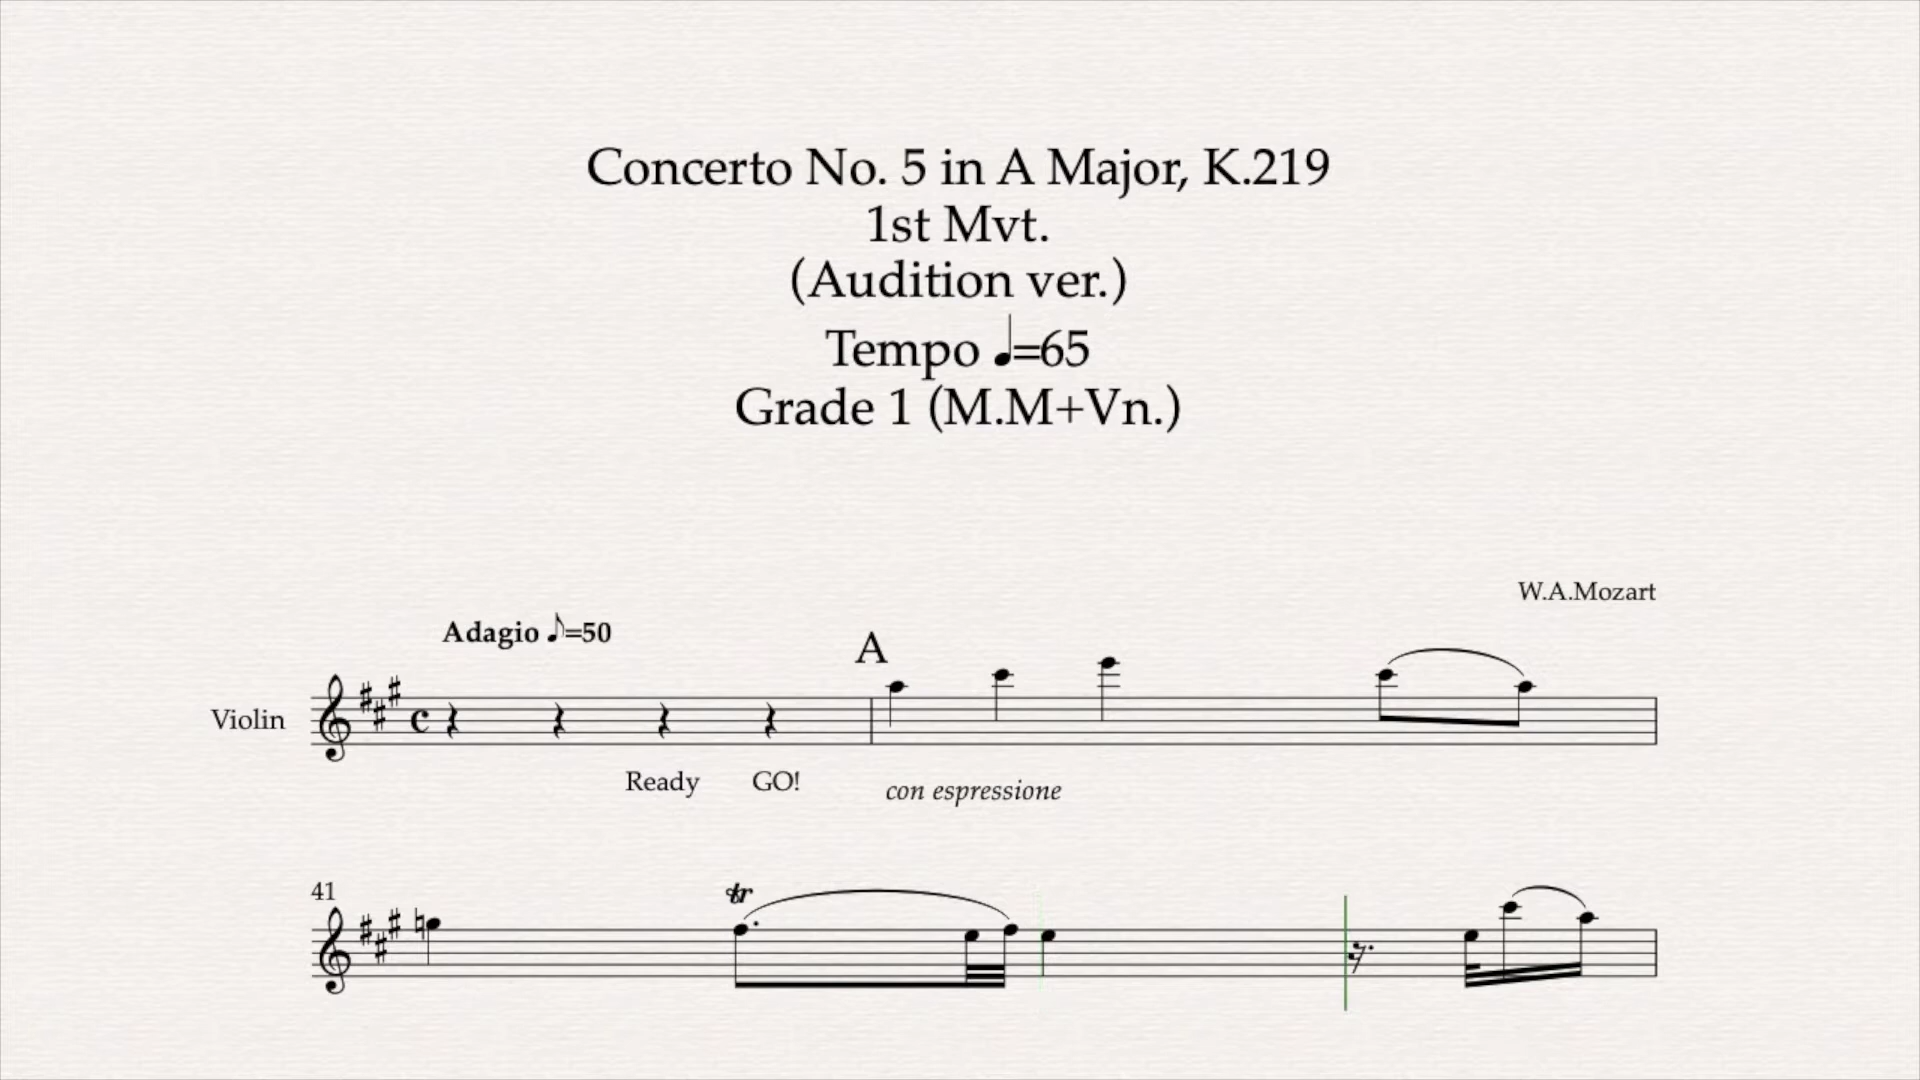 Concerto No. 5 in A Major, K.219
1st Mvt.
(Audition ver.)
Tempo ♩=65
Grade 1 (M.M+Vn.)
W.A.Mozart
Adagio ♪=50
A
Violin
Ready GO!
con espressione
41
tr